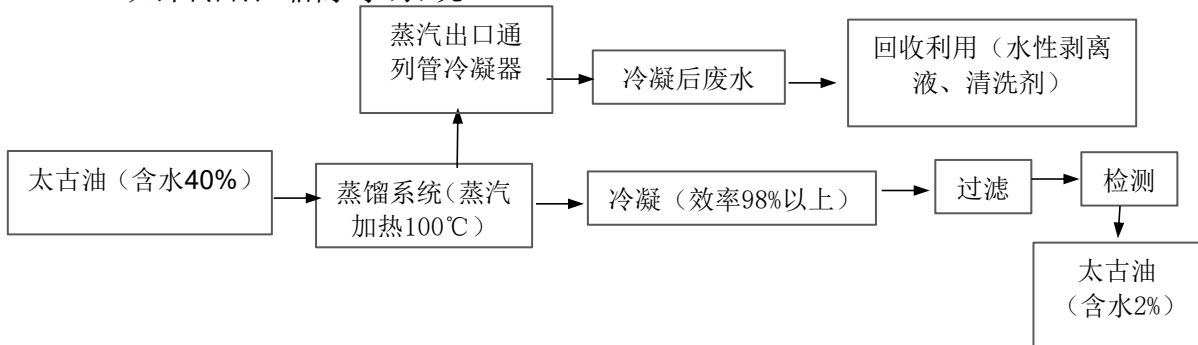 蒸汽出口通
列管冷凝器
冷凝后废水
回收利用（水性剥离
液、清洗剂）
太古油（含水40%）
蒸馏系统（蒸汽
加热100℃）
冷凝（效率98%以上）
过滤
检测
太古油
（含水2%）